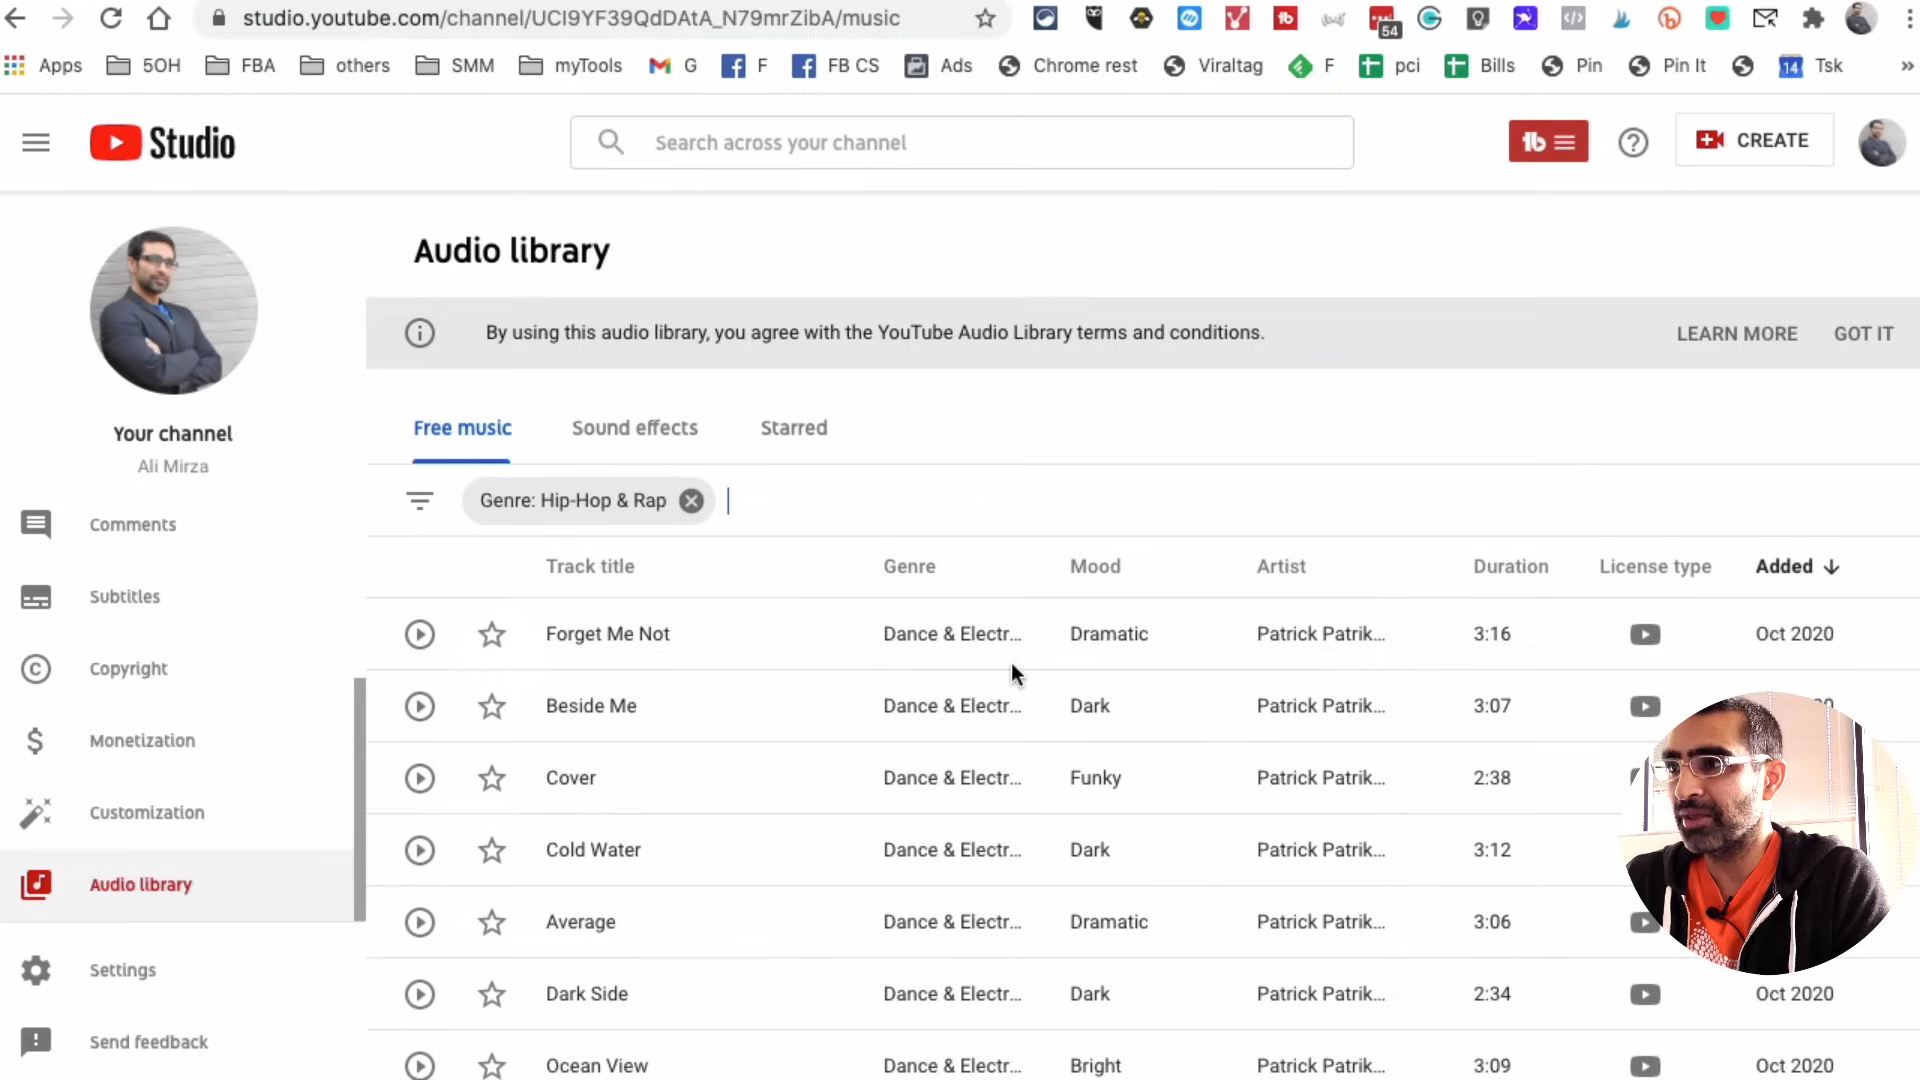 studio.youtube.com/channel/UCI9YF39QdDAtA_N79mrZibA/music
54
Apps 5OH FBA others SMM myTools G F FB CS Ads Chrome rest Viraltag F pci Bills Pin Pin It 14 Tsk »
Studio
Search across your channel
CREATE
Your channel
Ali Mirza
Comments
Subtitles
Copyright
Monetization
Customization
Audio library
Settings
Send feedback
Audio library
By using this audio library, you agree with the YouTube Audio Library terms and conditions. LEARN MORE GOT IT
Free music Sound effects Starred
Genre: Hip-Hop & Rap
Track title Genre Mood Artist Duration License type Added
Forget Me Not Dance & Electr... Dramatic Patrick Patrik... 3:16 Oct 2020
Beside Me Dance & Electr... Dark Patrick Patrik... 3:07
Cover Dance & Electr... Funky Patrick Patrik... 2:38
Cold Water Dance & Electr... Dark Patrick Patrik... 3:12
Average Dance & Electr... Dramatic Patrick Patrik... 3:06
Dark Side Dance & Electr... Dark Patrick Patrik... 2:34 Oct 2020
Ocean View Dance & Electr... Bright Patrick Patrik... 3:09 Oct 2020